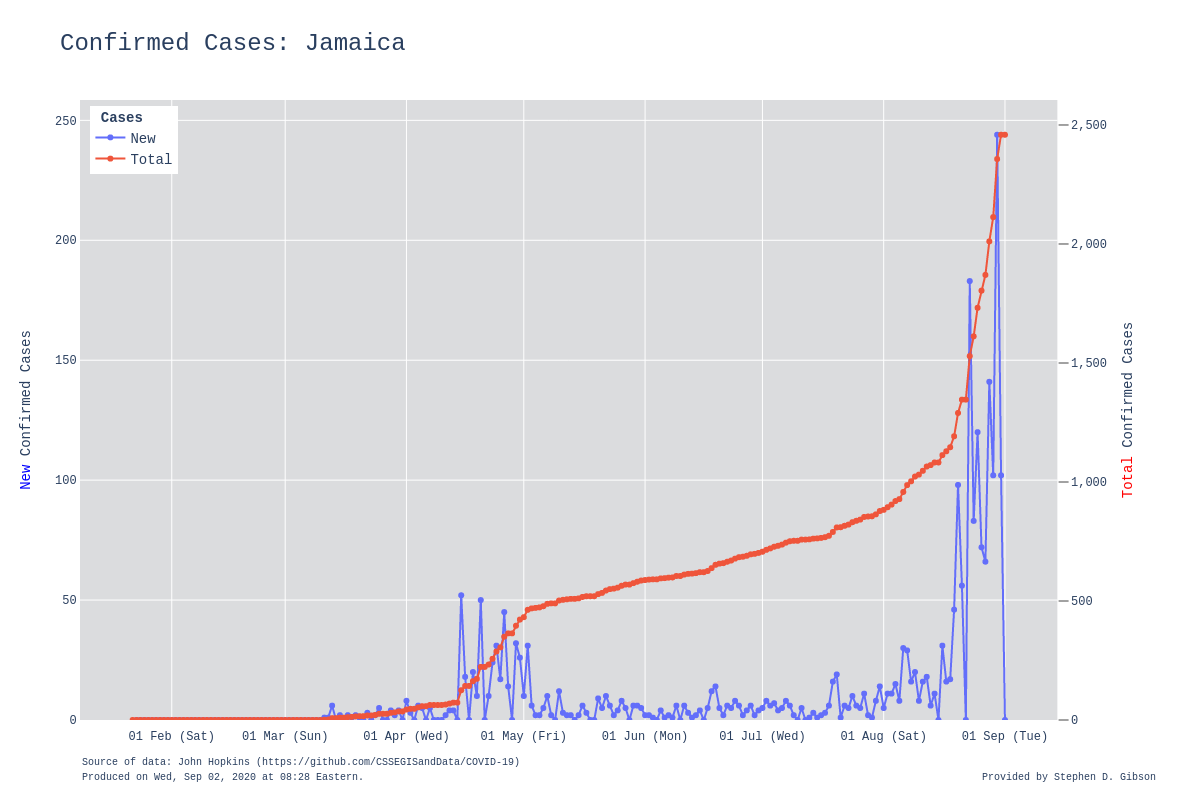 Confirmed Cases: Jamaica
Cases
New
Total
250
200
150
100
50
0
2,500
2,000
1,500
1,000
500
0
New Confirmed Cases
Total Confirmed Cases
01 Feb (Sat)
01 Mar (Sun)
01 Apr (Wed)
01 May (Fri)
01 Jun (Mon)
01 Jul (Wed)
01 Aug (Sat)
01 Sep (Tue)
Source of data: John Hopkins (https://github.com/CSSEGISandData/COVID-19)
Produced on Wed, Sep 02, 2020 at 08:28 Eastern.
Provided by Stephen D. Gibson